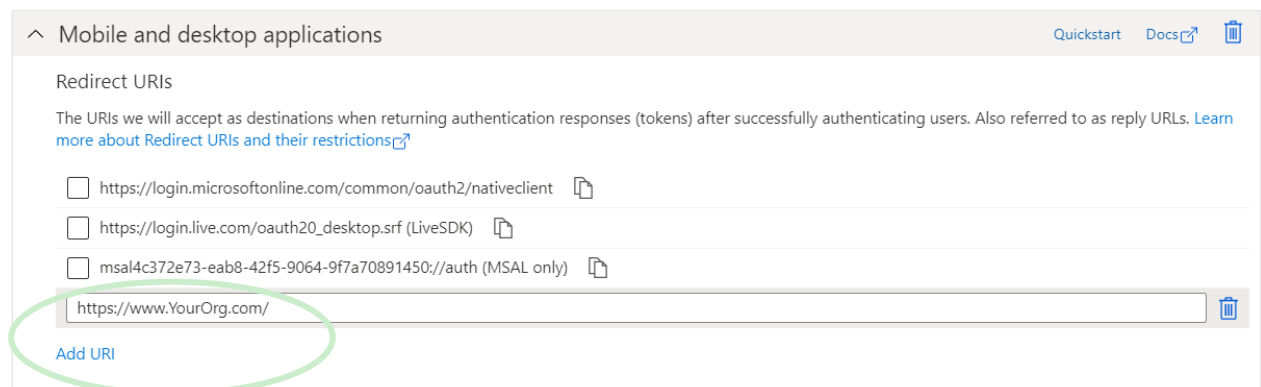 Mobile and desktop applications
Quickstart Docs
Redirect URIs
The URIs we will accept as destinations when returning authentication responses (tokens) after successfully authenticating users. Also referred to as reply URLs. Learn
more about Redirect URIs and their restrictions
https://login.microsoftonline.com/common/oauth2/nativeclient
https://login.live.com/oauth20_desktop.srf (LiveSDK)
msal4c372e73-eab8-42f5-9064-9f7a70891450://auth (MSAL only)
https://www.YourOrg.com/
Add URI